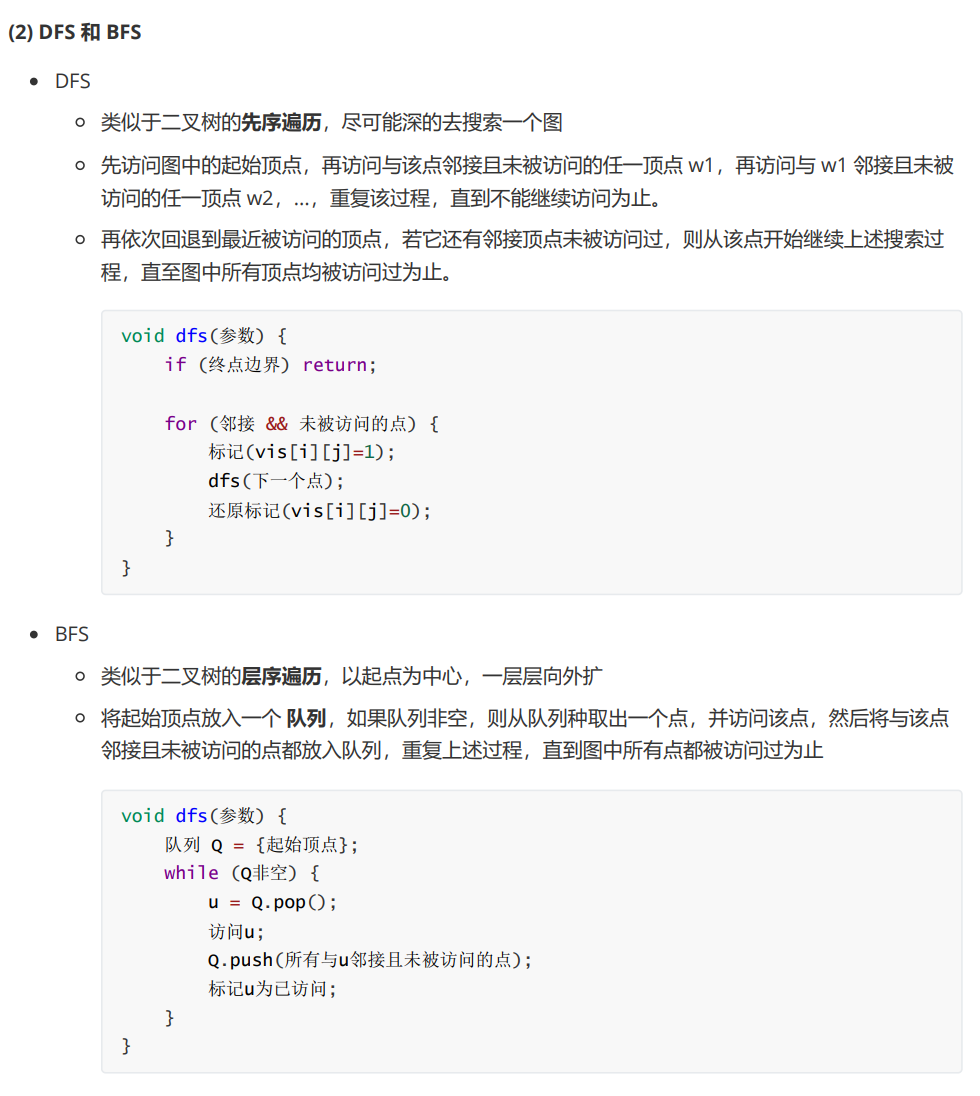 (2) DFS 和 BFS
DFS
类似于二叉树的先序遍历，尽可能深的去搜索一个图
先访问图中的起始顶点，再访问与该点邻接且未被访问的任一顶点 w1，再访问与 w1 邻接且未被
访问的任一顶点 w2，...，重复该过程，直到不能继续访问为止。
再依次回退到最近被访问的顶点，若它还有邻接顶点未被访问过，则从该点开始继续上述搜索过
程，直至图中所有顶点均被访问过为止。
void dfs(参数) {
    if (终点边界) return;
    for (邻接 && 未被访问的点) {
        标记(vis[i][j]=1);
        dfs(下一个点);
        还原标记(vis[i][j]=0);
    }
}
BFS
类似于二叉树的层序遍历，以起点为中心，一层层向外扩
将起始顶点放入一个 队列，如果队列非空，则从队列种取出一个点，并访问该点，然后将与该点
邻接且未被访问的点都放入队列，重复上述过程，直到图中所有点都被访问过为止
void dfs(参数) {
    队列 Q = {起始顶点};
    while (Q非空) {
        u = Q.pop();
        访问u;
        Q.push(所有与u邻接且未被访问的点);
        标记u为已访问;
    }
}